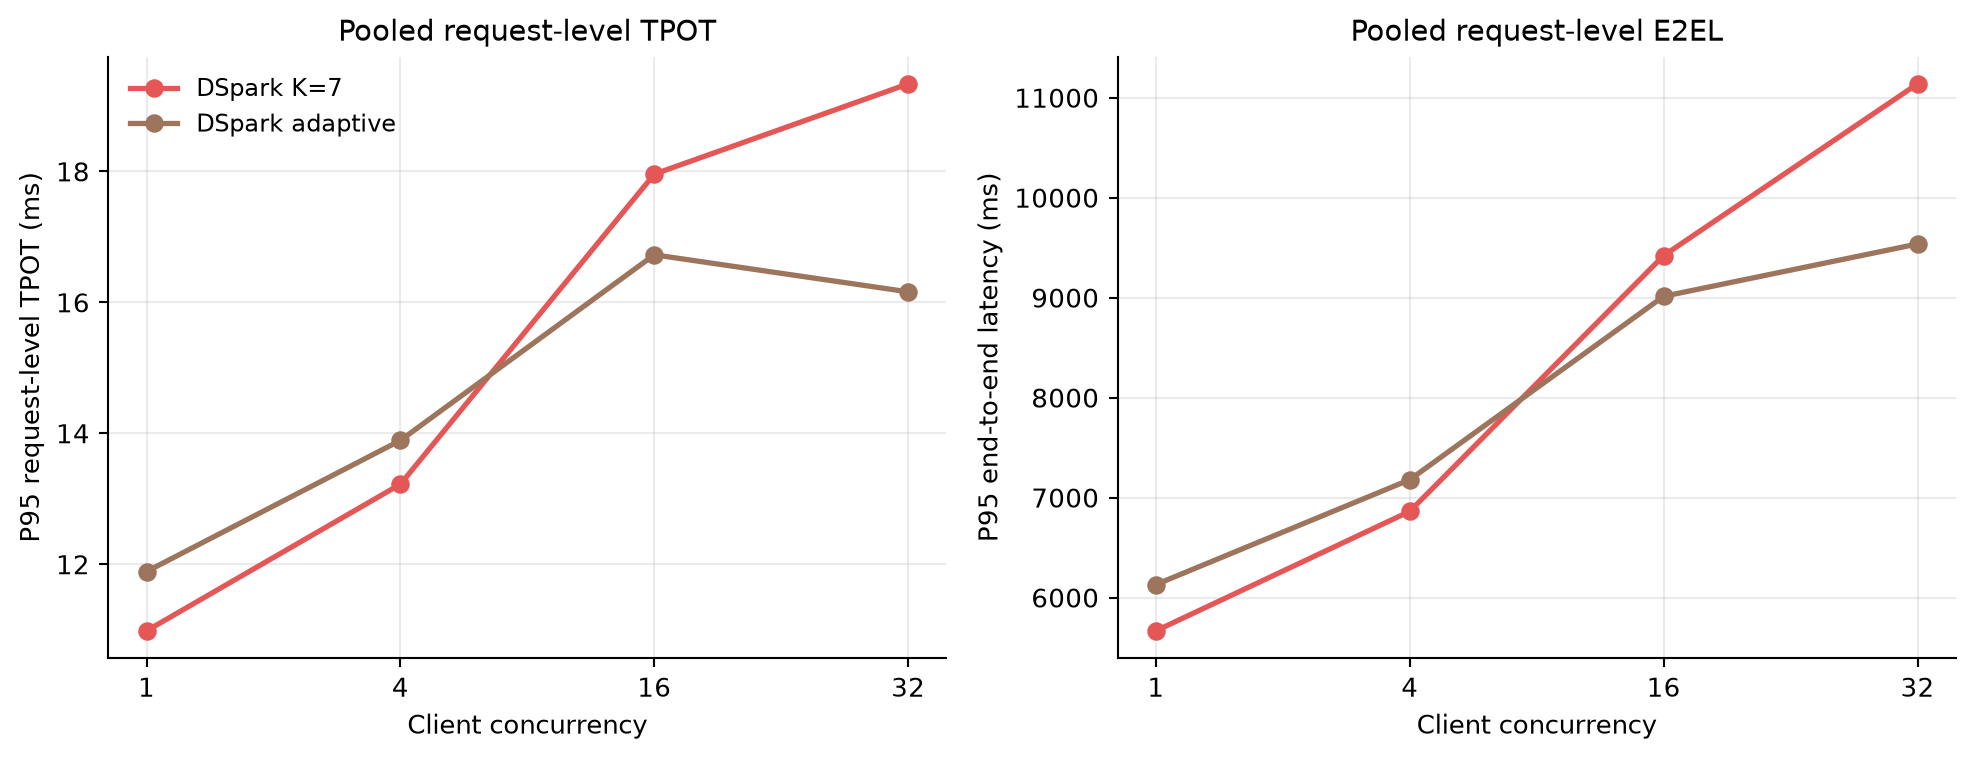 Pooled request-level TPOT
DSpark K=7
DSpark adaptive
P95 request-level TPOT (ms)
18
16
14
12
1 4 16 32
Client concurrency
Pooled request-level E2EL
P95 end-to-end latency (ms)
11000
10000
9000
8000
7000
6000
1 4 16 32
Client concurrency